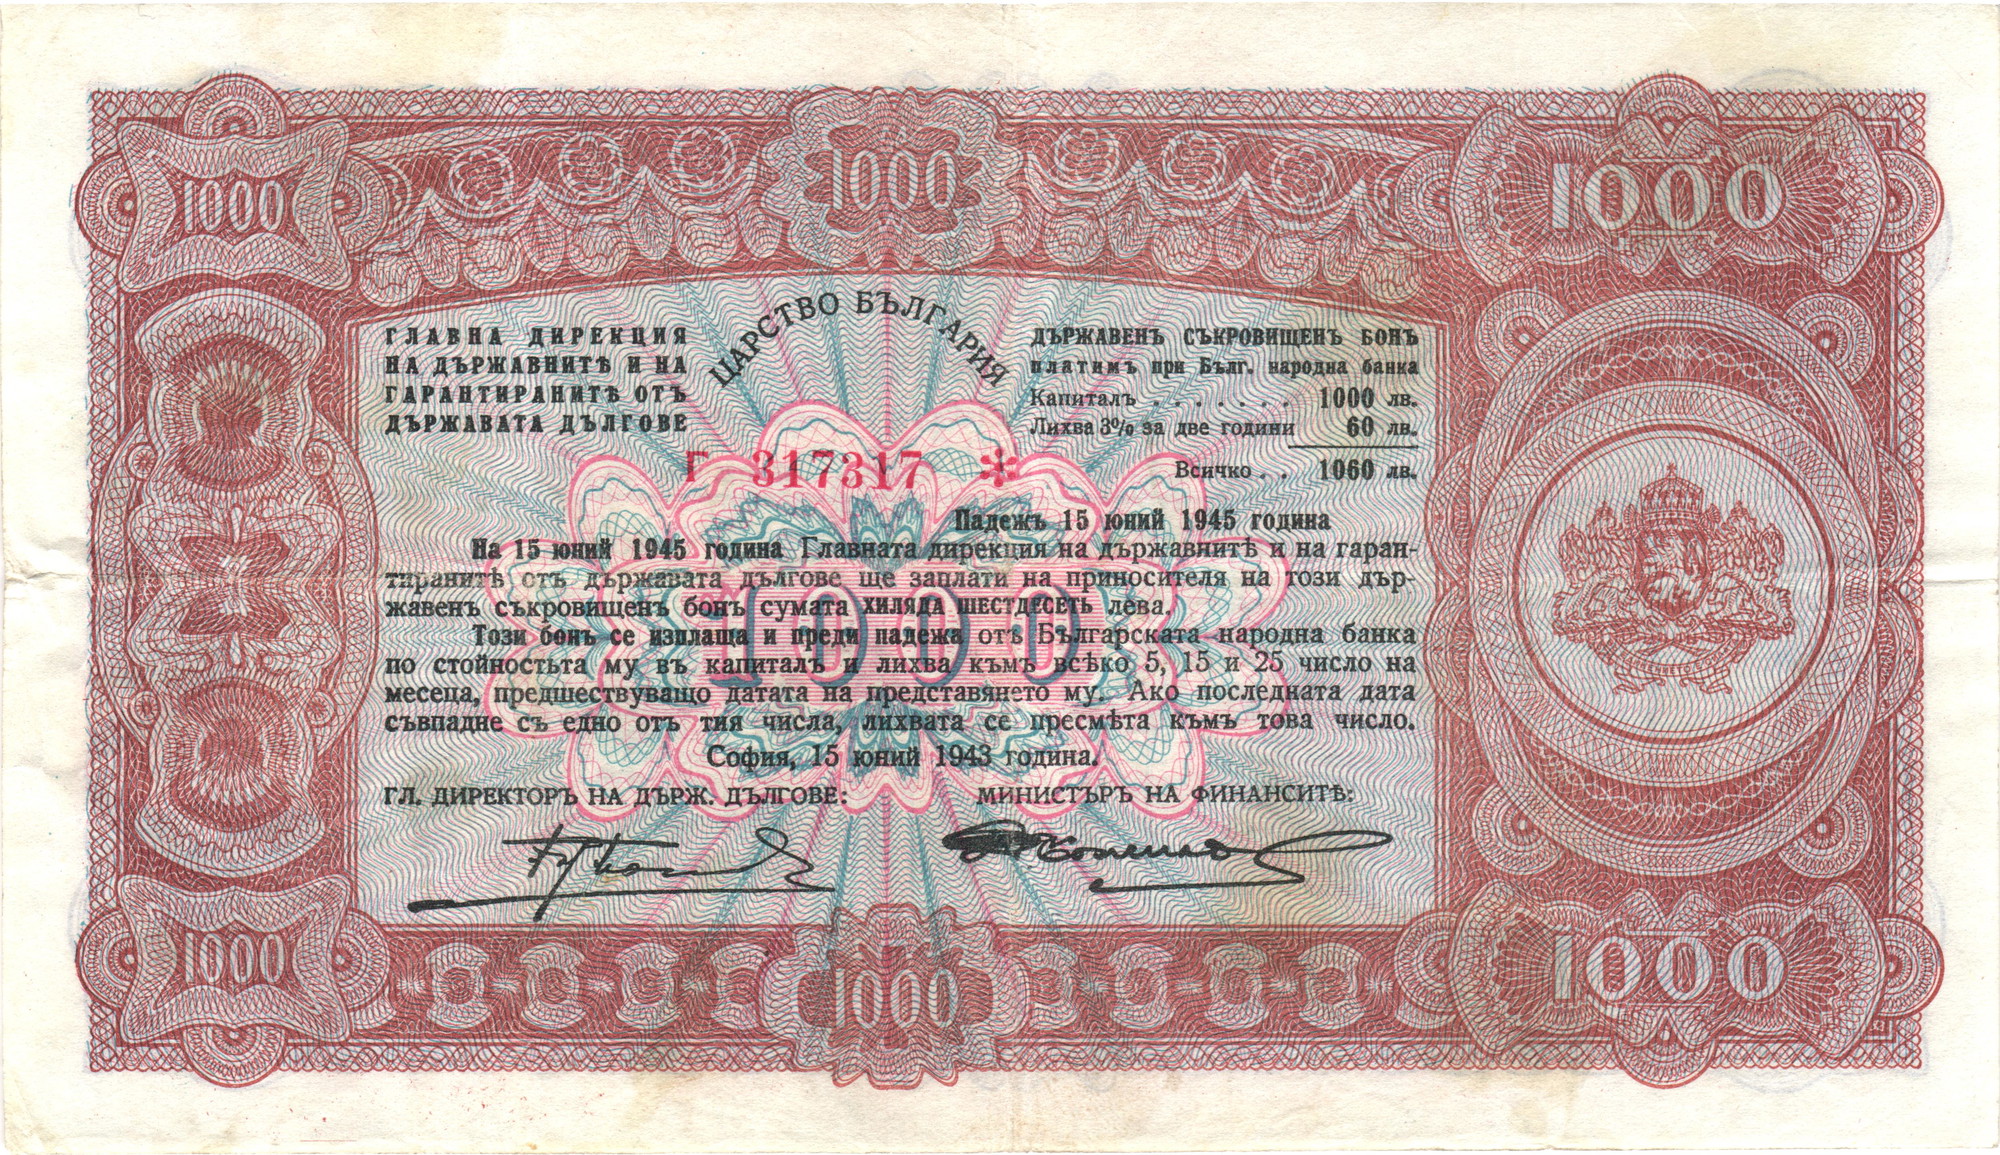 1000
1000
1000
ЦАРСТВО БЪЛГАРИЯ
ГЛАВНА ДИРЕКЦИЯ
НА ДЪРЖАВНИТѢ И НА
ГАРАНТИРАНИТѢ ОТЪ
ДЪРЖАВАТА ДЪЛГОВЕ
ДЪРЖАВЕНЪ СЪКРОВИЩЕНЪ БОНЪ
платимъ при Бълг. народна банка
Капиталъ . . . . . . . 1000 лв.
Лихва 3% за две години 60 лв.
Всичко . . 1060 лв.
Г 317317 *
Падежъ 15 юний 1945 година
На 15 юний 1945 година Главната дирекция на държавнитѣ и на гаран-
тиранитѣ отъ държавата дългове ще заплати на приносителя на този дър-
жавенъ съкровищенъ бонъ сумата ХИЛЯДА ШЕСТДЕСЕТЬ лева.
1000
Този бонъ се изплаща и преди падежа отъ Българската народна банка
по стойностьта му въ капиталъ и лихва къмъ всѣко 5, 15 и 25 число на
месеца, предшествуващо датата на представянето му. Ако последната дата
съвпадне съ едно отъ тия числа, лихвата се пресмѣта къмъ това число.
София, 15 юний 1943 година.
ГЛ. ДИРЕКТОРЪ НА ДЪРЖ. ДЪЛГОВЕ:
МИНИСТЪРЪ НА ФИНАНСИТѢ:
1000
1000
1000